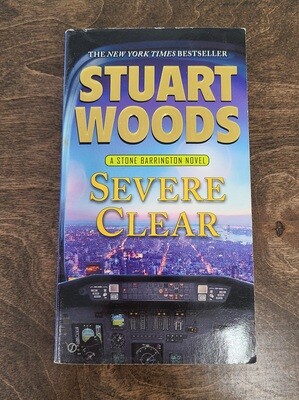 THE NEW YORK TIMES BESTSELLER
STUART
WOODS
A STONE BARRINGTON NOVEL
SEVERE
CLEAR